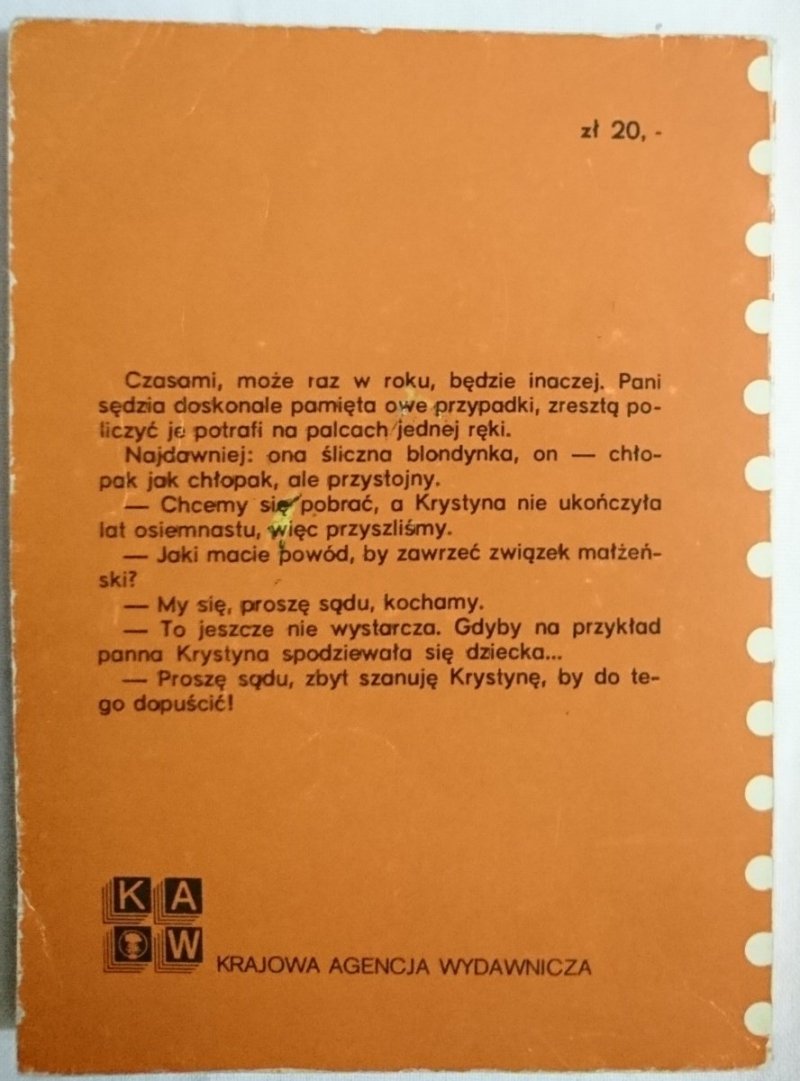 zł 20,-
Czasami, może raz w roku, będzie inaczej. Pani
sędzia doskonale pamięta owe przypadki, zresztą po-
liczyć je potrafi na palcach jednej ręki.
Najdawniej: ona śliczna blondynka, on — chło-
pak jak chłopak, ale przystojny.
— Chcemy się pobrać, a Krystyna nie ukończyła
lat osiemnastu, więc przyszliśmy.
— Jaki macie powód, by zawrzeć związek małżeń-
ski?
— My się, proszę sądu, kochamy.
— To jeszcze nie wystarcza. Gdyby na przykład
panna Krystyna spodziewała się dziecka...
— Proszę sądu, zbyt szanuję Krystynę, by do te-
go dopuścić!
K A
W
KRAJOWA AGENCJA WYDAWNICZA